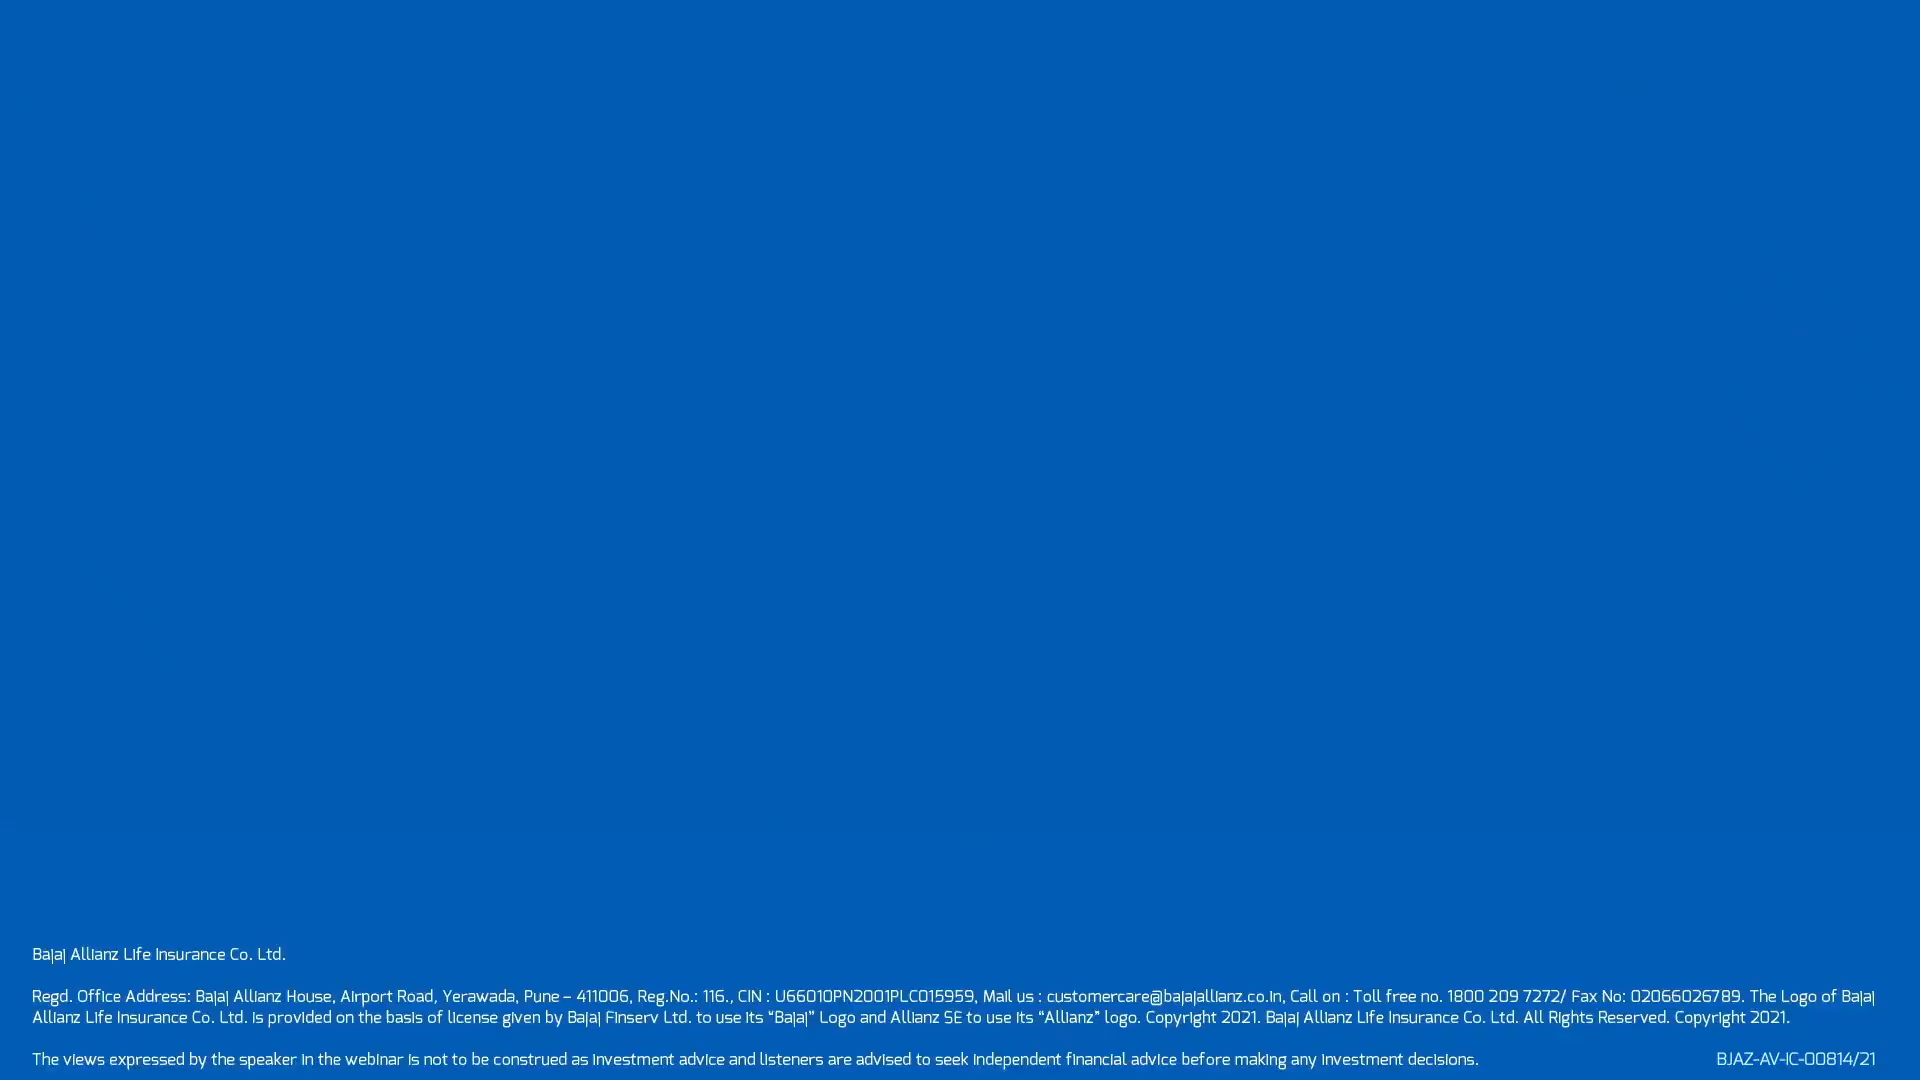 Bajaj Allianz Life Insurance Co. Ltd.
Regd. Office Address: Bajaj Allianz House, Airport Road, Yerawada, Pune – 411006, Reg.No.: 116., CIN : U66010PN2001PLC015959, Mail us : customercare@bajajallianz.co.in, Call on : Toll free no. 1800 209 7272/ Fax No: 02066026789. The Logo of Bajaj
Allianz Life Insurance Co. Ltd. is provided on the basis of license given by Bajaj Finserv Ltd. to use its “Bajaj” Logo and Allianz SE to use its “Allianz” logo. Copyright 2021. Bajaj Allianz Life Insurance Co. Ltd. All Rights Reserved. Copyright 2021.
The views expressed by the speaker in the webinar is not to be construed as investment advice and listeners are advised to seek independent financial advice before making any investment decisions.
BJAZ-AV-IC-00814/21